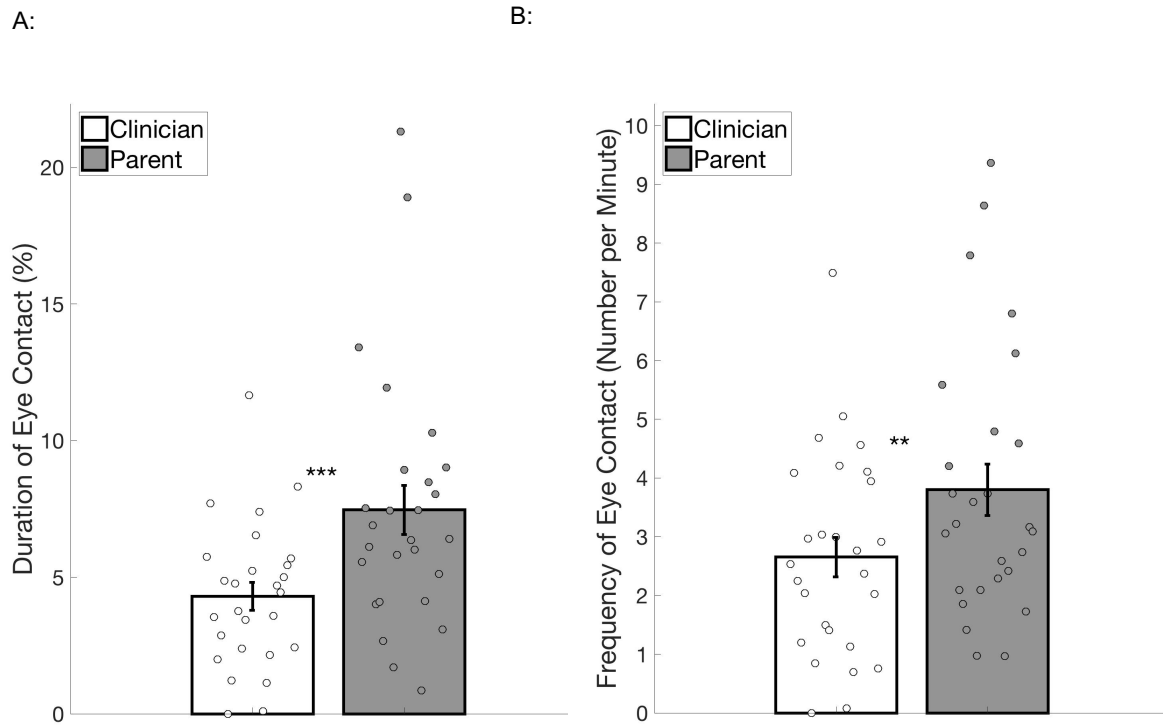 A:
B:
Duration of Eye Contact (%)
20
15
10
5
0
Clinician
Parent
***
Frequency of Eye Contact (Number per Minute)
10
9
8
7
6
5
4
3
2
1
0
Clinician
Parent
**